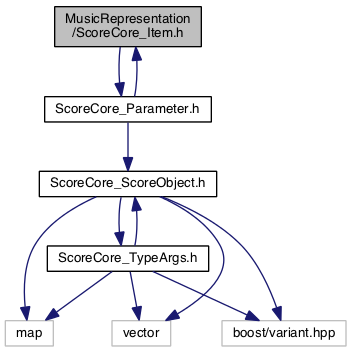 MusicRepresentation
/ScoreCore_Item.h
ScoreCore_Parameter.h
ScoreCore_ScoreObject.h
ScoreCore_TypeArgs.h
map
vector
boost/variant.hpp